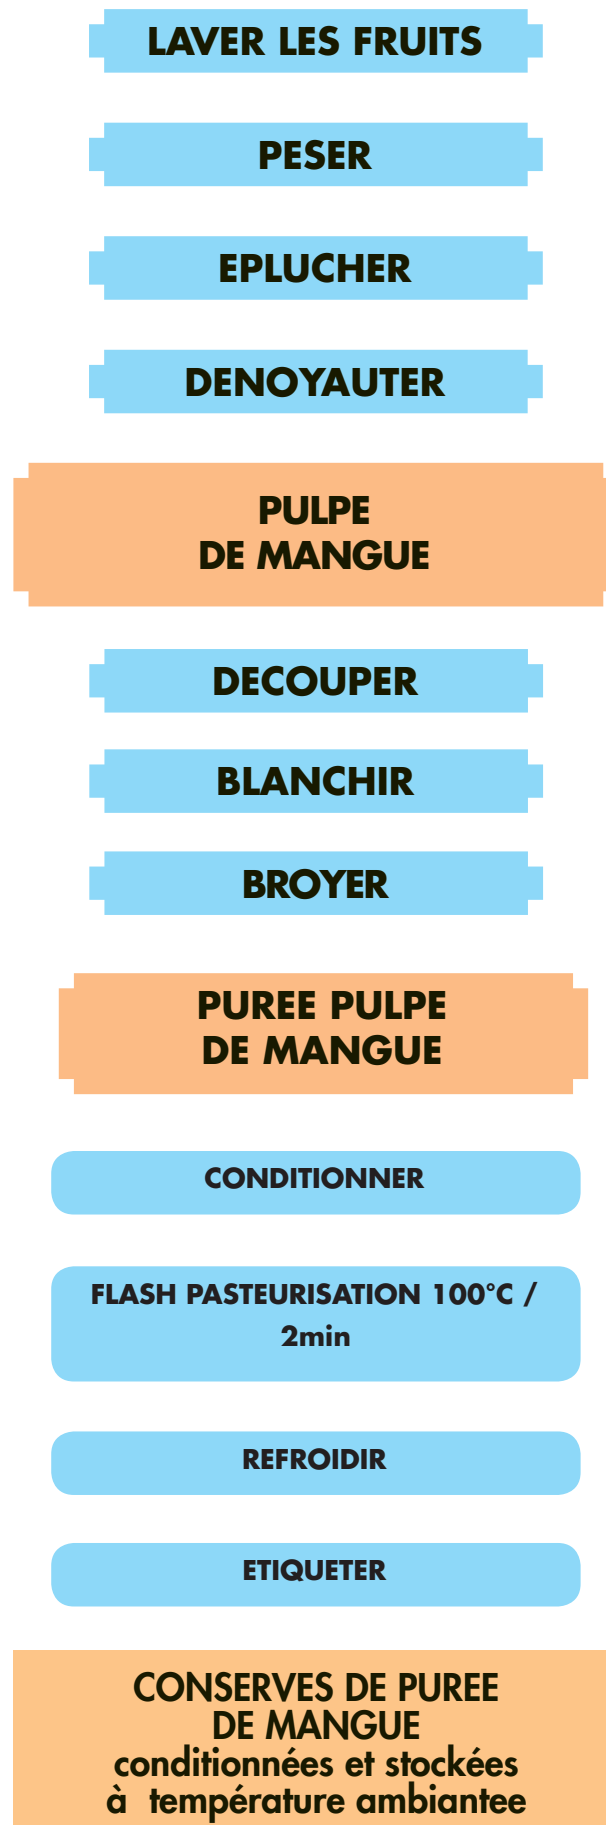 LAVER LES FRUITS
PESER
EPLUCHER
DENOYAUTER
PULPE
DE MANGUE
DECOUPER
BLANCHIR
BROYER
PUREE PULPE
DE MANGUE
CONDITIONNER
FLASH PASTEURISATION 100°C /
2min
REFROIDIR
ETIQUETER
CONSERVES DE PUREE
DE MANGUE
conditionnées et stockées
à température ambiantee